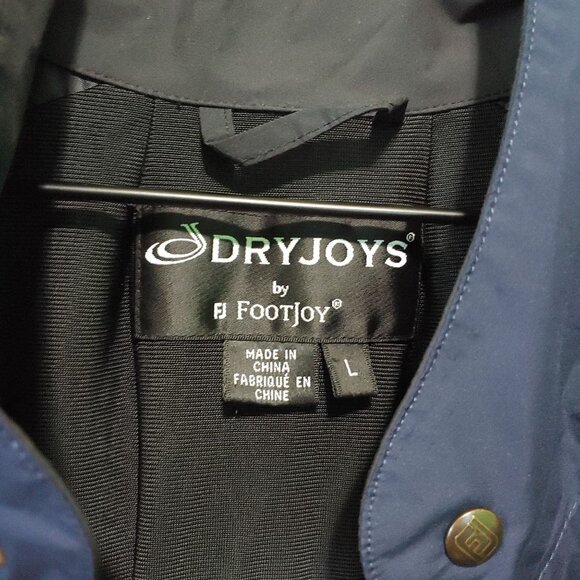 DRYJOYS®
by
FJ FOOTJOY®
MADE IN
CHINA
FABRIQUÉ EN
CHINE
L